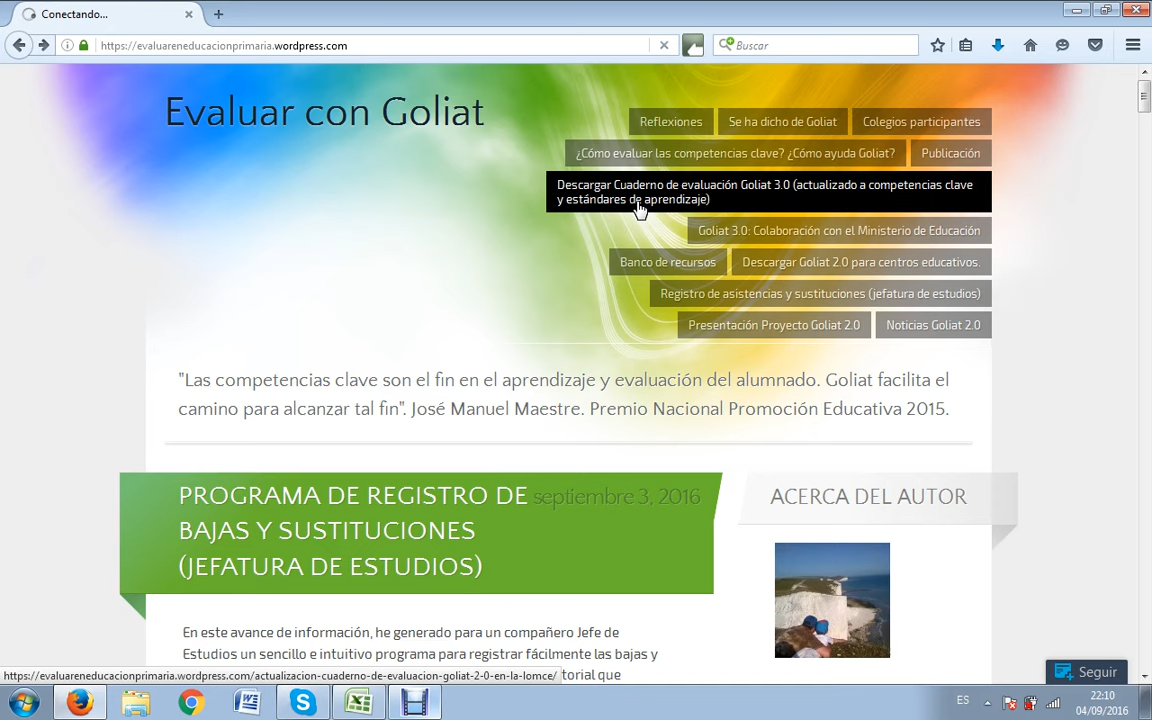 Conectando...
https://evaluareneducacionprimaria.wordpress.com
Buscar
Evaluar con Goliat
Reflexiones
Se ha dicho de Goliat
Colegios participantes
¿Cómo evaluar las competencias clave? ¿Cómo ayuda Goliat?
Publicación
Descargar Cuaderno de evaluación Goliat 3.0 (actualizado a competencias clave
y estándares de aprendizaje)
Goliat 3.0: Colaboración con el Ministerio de Educación
Banco de recursos
Descargar Goliat 2.0 para centros educativos.
Registro de asistencias y sustituciones (jefatura de estudios)
Presentación Proyecto Goliat 2.0
Noticias Goliat 2.0
"Las competencias clave son el fin en el aprendizaje y evaluación del alumnado. Goliat facilita el
camino para alcanzar tal fin". José Manuel Maestre. Premio Nacional Promoción Educativa 2015.
PROGRAMA DE REGISTRO DE
BAJAS Y SUSTITUCIONES
(JEFATURA DE ESTUDIOS)
septiembre 3, 2016
ACERCA DEL AUTOR
En este avance de información, he generado para un compañero Jefe de
Estudios un sencillo e intuitivo programa para registrar fácilmente las bajas y
torial que
https://evaluareneducacionprimaria.wordpress.com/actualizacion-cuaderno-de-evaluacion-goliat-2-0-en-la-lomce/
Seguir
ES
22:10
04/09/2016